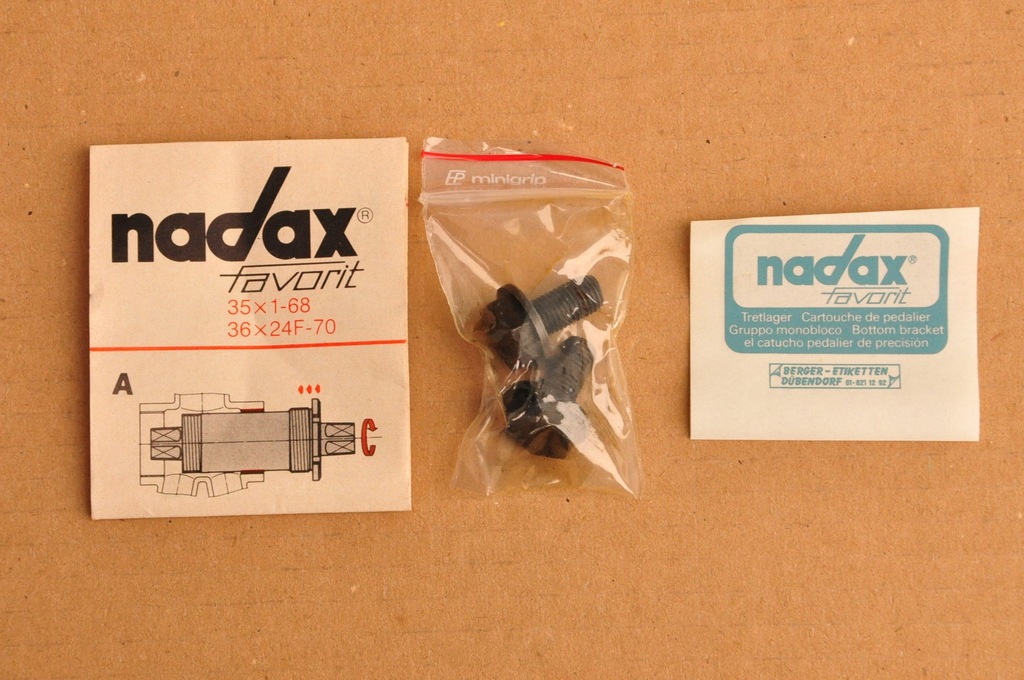 nadax®
favorit
35×1-68
36×24F-70
A
minigrip
nadax®
favorit
Tretlager Cartouche de pedalier
Gruppo monobloco Bottom bracket
el catucho pedalier de precisión
BERGER-ETIKETTEN
DÜBENDORF 01-821 12 92